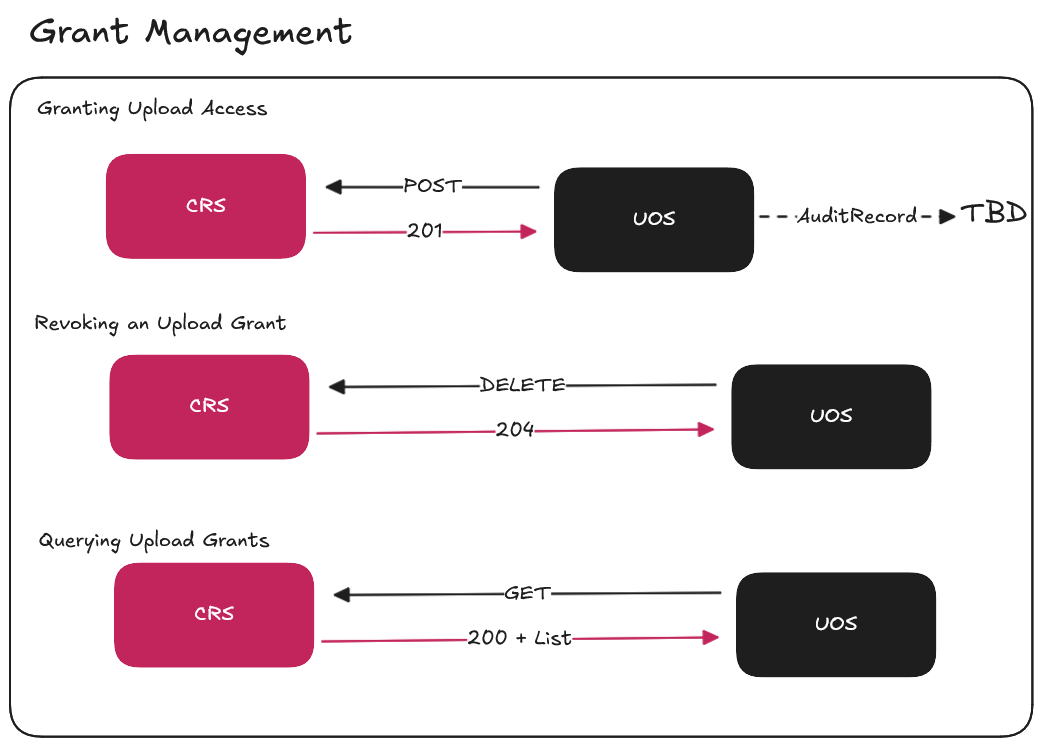 Grant Management
Granting Upload Access
CRS
POST
201
UOS
AuditRecord
TBD
Revoking an Upload Grant
CRS
DELETE
204
UOS
Querying Upload Grants
CRS
GET
200 + List
UOS